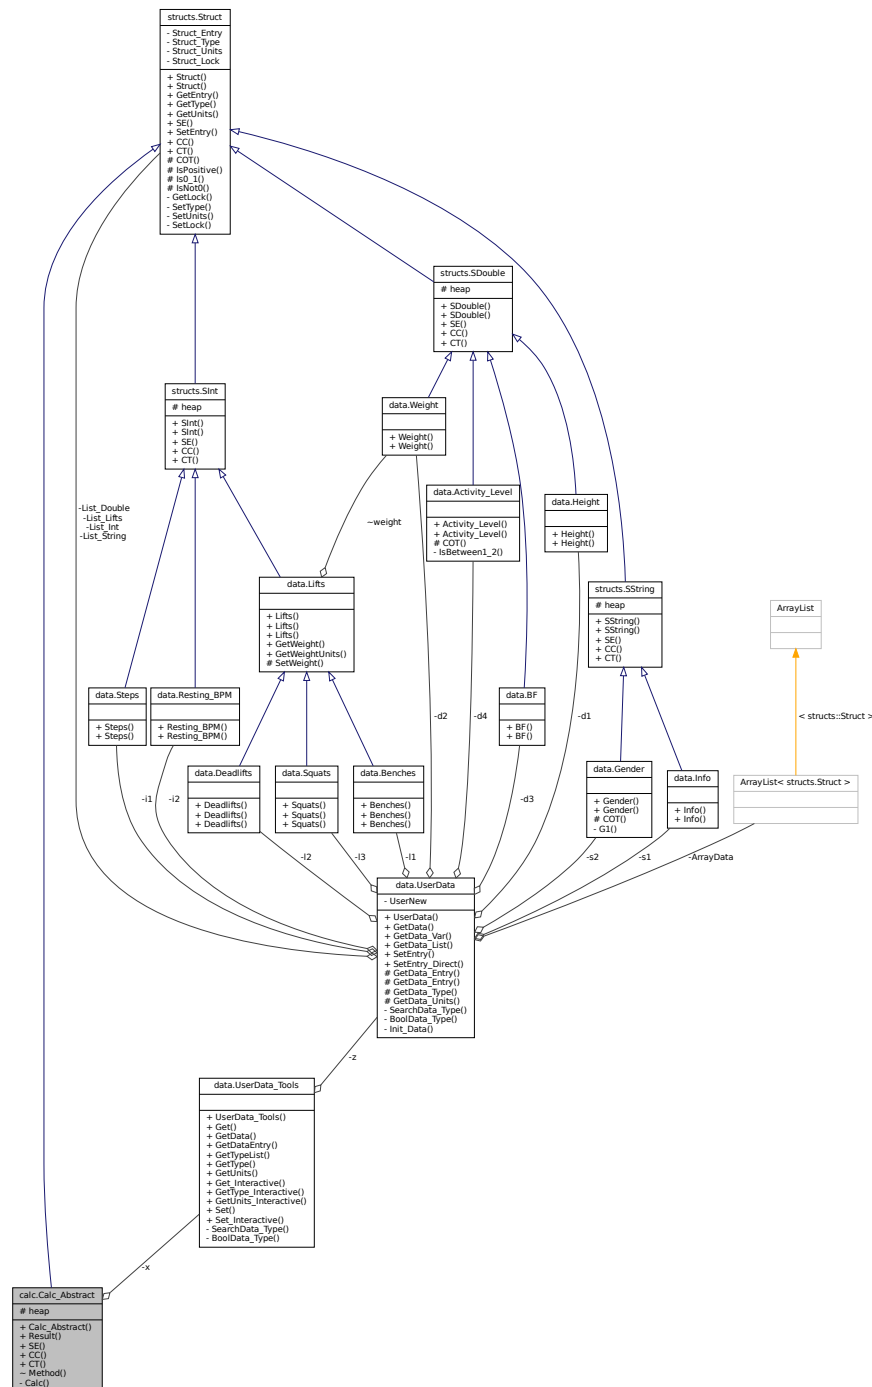 structs.Struct
- Struct_Entry
- Struct_Type
- Struct_Units
- Struct_Lock
+ Struct()
+ Struct()
+ GetEntry()
+ GetType()
+ GetUnits()
+ SE()
+ SetEntry()
+ CC()
+ CT()
# COT()
# IsPositive()
# Is0_1()
# IsNot0()
- GetLock()
- SetType()
- SetUnits()
- SetLock()
structs.SDouble
# heap
+ SDouble()
+ SDouble()
+ SE()
+ CC()
+ CT()
structs.SInt
# heap
+ SInt()
+ SInt()
+ SE()
+ CC()
+ CT()
data.Weight
+ Weight()
+ Weight()
data.Activity_Level
+ Activity_Level()
+ Activity_Level()
# COT()
- IsBetween1_2()
data.Height
+ Height()
+ Height()
-List_Double
-List_Lifts
-List_Int
-List_String
~weight
data.Lifts
+ Lifts()
+ Lifts()
+ Lifts()
+ GetWeight()
+ GetWeightUnits()
# SetWeight()
structs.SString
# heap
+ SString()
+ SString()
+ SE()
+ CC()
+ CT()
ArrayList
data.Steps
+ Steps()
+ Steps()
data.Resting_BPM
+ Resting_BPM()
+ Resting_BPM()
data.BF
+ BF()
+ BF()
-d2
-d4
-d1
< structs::Struct >
data.Deadlifts
+ Deadlifts()
+ Deadlifts()
+ Deadlifts()
data.Squats
+ Squats()
+ Squats()
+ Squats()
data.Benches
+ Benches()
+ Benches()
+ Benches()
data.Gender
+ Gender()
+ Gender()
# COT()
- G1()
data.Info
+ Info()
+ Info()
ArrayList< structs.Struct >
-i1
-i2
-d3
-l2
-l3
-l1
-s2
-s1
-ArrayData
data.UserData
- UserNew
+ UserData()
+ GetData()
+ GetData_Var()
+ GetData_List()
+ SetEntry()
+ SetEntry_Direct()
# GetData_Entry()
# GetData_Entry()
# GetData_Type()
# GetData_Units()
- SearchData_Type()
- BoolData_Type()
- Init_Data()
-z
data.UserData_Tools
+ UserData_Tools()
+ Get()
+ GetData()
+ GetDataEntry()
+ GetTypeList()
+ GetType()
+ GetUnits()
+ Get_Interactive()
+ GetType_Interactive()
+ GetUnits_Interactive()
+ Set()
+ Set_Interactive()
- SearchData_Type()
- BoolData_Type()
-x
calc.Calc_Abstract
# heap
+ Calc_Abstract()
+ Result()
+ SE()
+ CC()
+ CT()
~ Method()
- Calc()